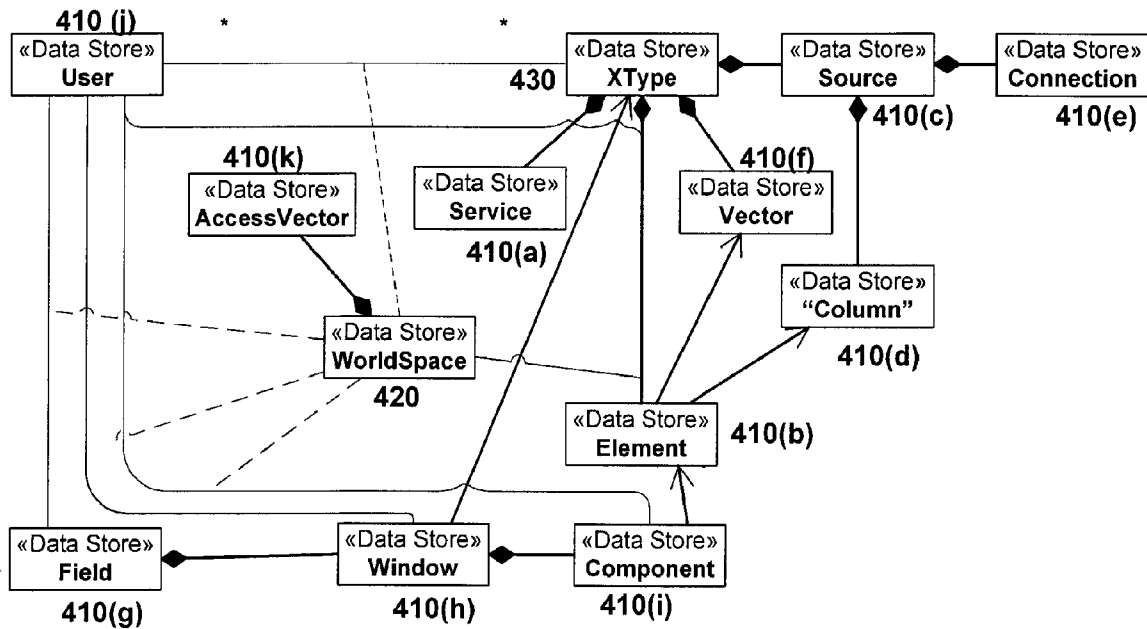 410 (j)
*
*
«Data Store»
User
430
«Data Store»
XType
«Data Store»
Source
«Data Store»
Connection
410(c)
410(e)
410(k)
«Data Store»
AccessVector
«Data Store»
Service
410(a)
410(f)
«Data Store»
Vector
«Data Store»
“Column”
410(d)
«Data Store»
WorldSpace
420
«Data Store»
Element
410(b)
«Data Store»
Field
410(g)
«Data Store»
Window
410(h)
«Data Store»
Component
410(i)